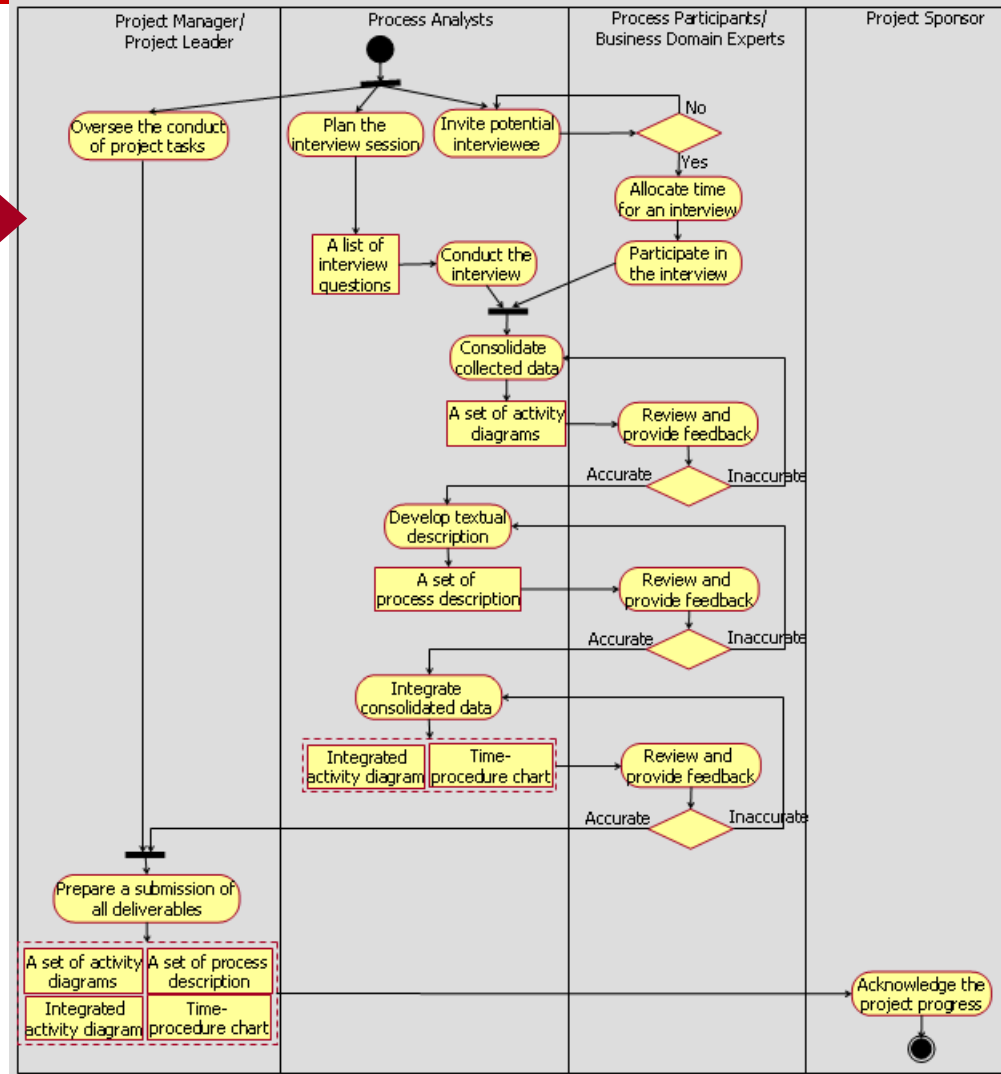 Project Manager/
Project Leader
Process Analysts
Process Participants/
Business Domain Experts
Project Sponsor
Oversee the conduct
of project tasks
Plan the
interview session
Invite potential
interviewee
No
Yes
Allocate time
for an interview
A list of
interview
questions
Conduct the
interview
Participate in
the interview
Consolidate
collected data
A set of activity
diagrams
Review and
provide feedback
Accurate
Inaccurate
Develop textual
description
A set of
process description
Review and
provide feedback
Accurate
Inaccurate
Integrate
consolidated data
Integrated
activity diagram
Time-
procedure chart
Review and
provide feedback
Accurate
Inaccurate
Prepare a submission of
all deliverables
A set of activity
diagrams
A set of process
description
Integrated
activity diagram
Time-
procedure chart
Acknowledge the
project progress